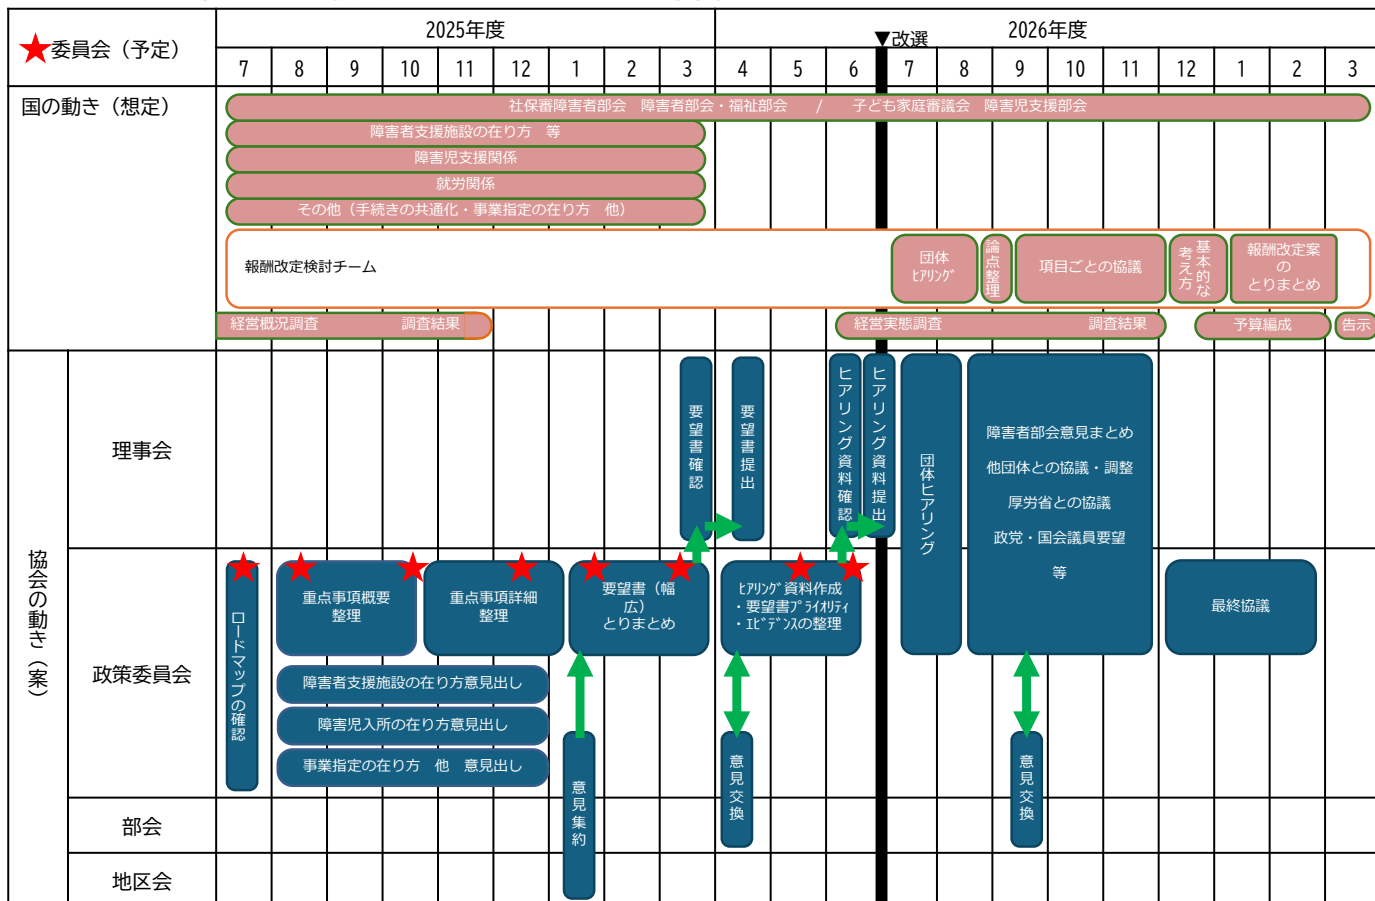 ★委員会（予定）
2025年度
2026年度
▼改選
7 8 9 10 11 12 1 2 3 4 5 6 7 8 9 10 11 12 1 2 3
国の動き（想定）
社保審障害者部会　障害者部会・福祉部会　/　子ども家庭審議会　障害児支援部会
障害者支援施設の在り方　等
障害児支援関係
就労関係
その他（手続きの共通化・事業指定の在り方　他）
報酬改定検討チーム
団体
ﾋｱﾘﾝｸﾞ
論点整理
項目ごとの協議
基本的な
考え方
報酬改定案
の
とりまとめ
経営概況調査
調査結果
経営実態調査
調査結果
予算編成
告示
協会の動き（案）
理事会
要望書確認
要望書提出
ヒアリング資料確認
ヒアリング資料提出
団体ヒアリング
障害者部会意見まとめ
他団体との協議・調整
厚労省との協議
政党・国会議員要望
等
政策委員会
ロードマップの確認
重点事項概要
整理
重点事項詳細
整理
要望書（幅
広）
とりまとめ
ﾋｱﾘﾝｸﾞ資料作成
・要望書ﾌﾟﾗｲｵﾘﾃｨ
・ｴﾋﾞﾃﾞﾝｽの整理
最終協議
障害者支援施設の在り方意見出し
障害児入所の在り方意見出し
事業指定の在り方　他　意見出し
意見集約
意見交換
意見交換
部会
地区会